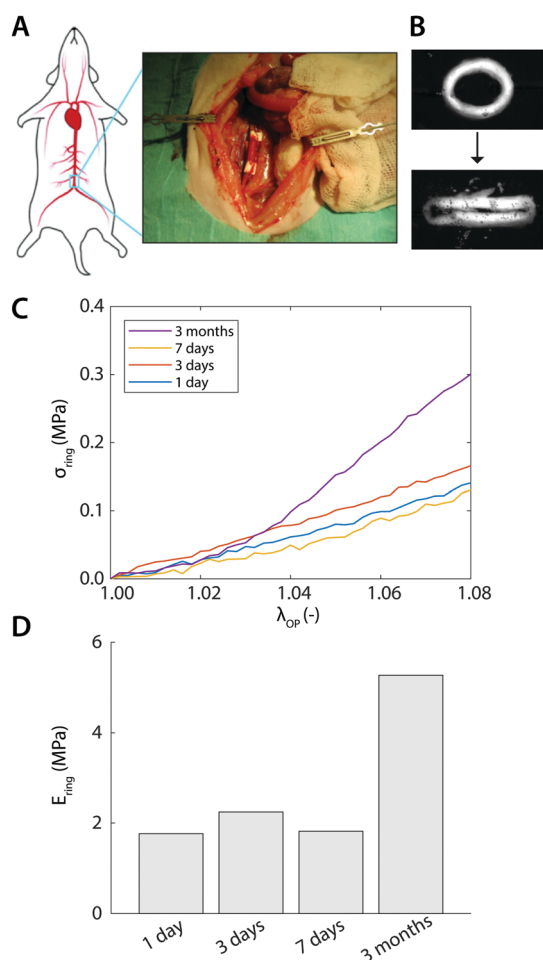 A
B
C
0.4
0.3
0.2
0.1
0.0
σring (MPa)
3 months
7 days
3 days
1 day
1.00
1.02
1.04
1.06
1.08
λOP (-)
D
6
4
2
0
Ering (MPa)
1 day
3 days
7 days
3 months